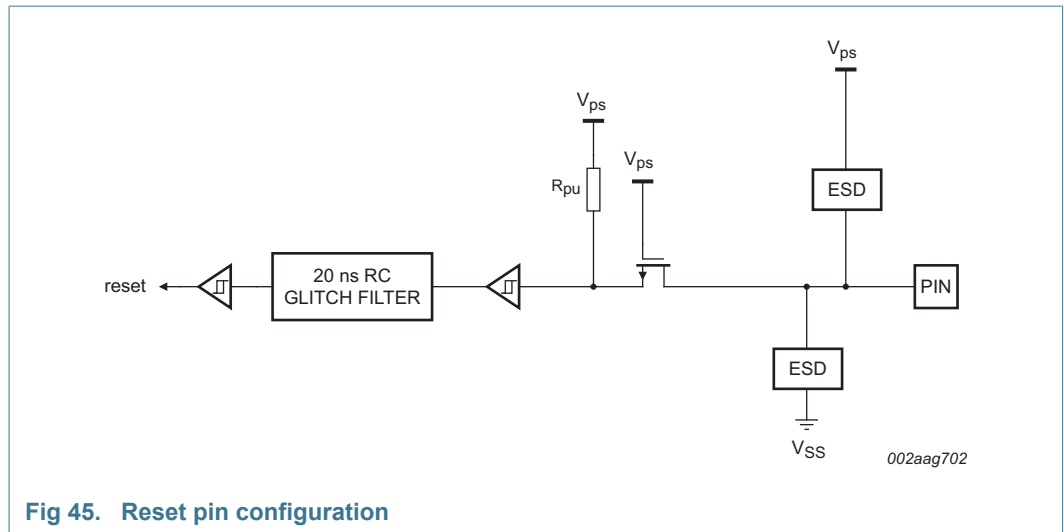 Vps
Vps
Vps
Rpu
ESD
reset
20 ns RC
GLITCH FILTER
PIN
ESD
VSS
002aag702
Fig 45. Reset pin configuration